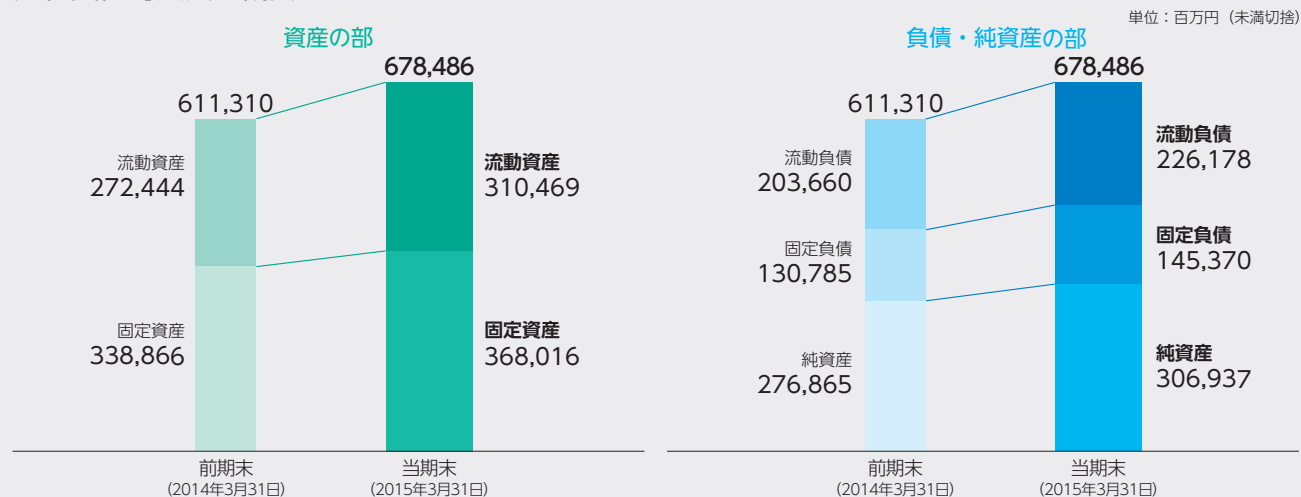 単位：百万円（未満切捨）
資産の部
678,486
611,310
流動資産
272,444
流動資産
310,469
固定資産
338,866
固定資産
368,016
前期末
（2014年3月31日）
当期末
（2015年3月31日）
負債・純資産の部
678,486
611,310
流動負債
203,660
流動負債
226,178
固定負債
130,785
固定負債
145,370
純資産
276,865
純資産
306,937
前期末
（2014年3月31日）
当期末
（2015年3月31日）